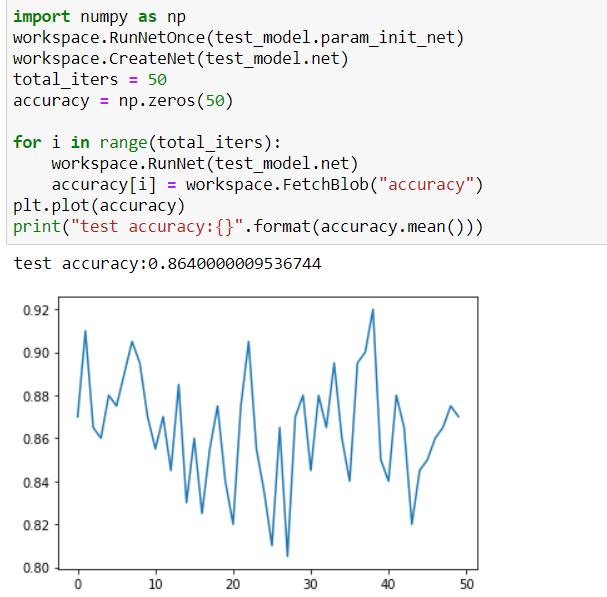 import numpy as np
workspace.RunNetOnce(test_model.param_init_net)
workspace.CreateNet(test_model.net)
total_iters = 50
accuracy = np.zeros(50)
for i in range(total_iters):
    workspace.RunNet(test_model.net)
    accuracy[i] = workspace.FetchBlob("accuracy")
plt.plot(accuracy)
print("test accuracy:{}".format(accuracy.mean()))
test accuracy:0.8640000009536744
0.92
0.90
0.88
0.86
0.84
0.82
0.80
0 10 20 30 40 50